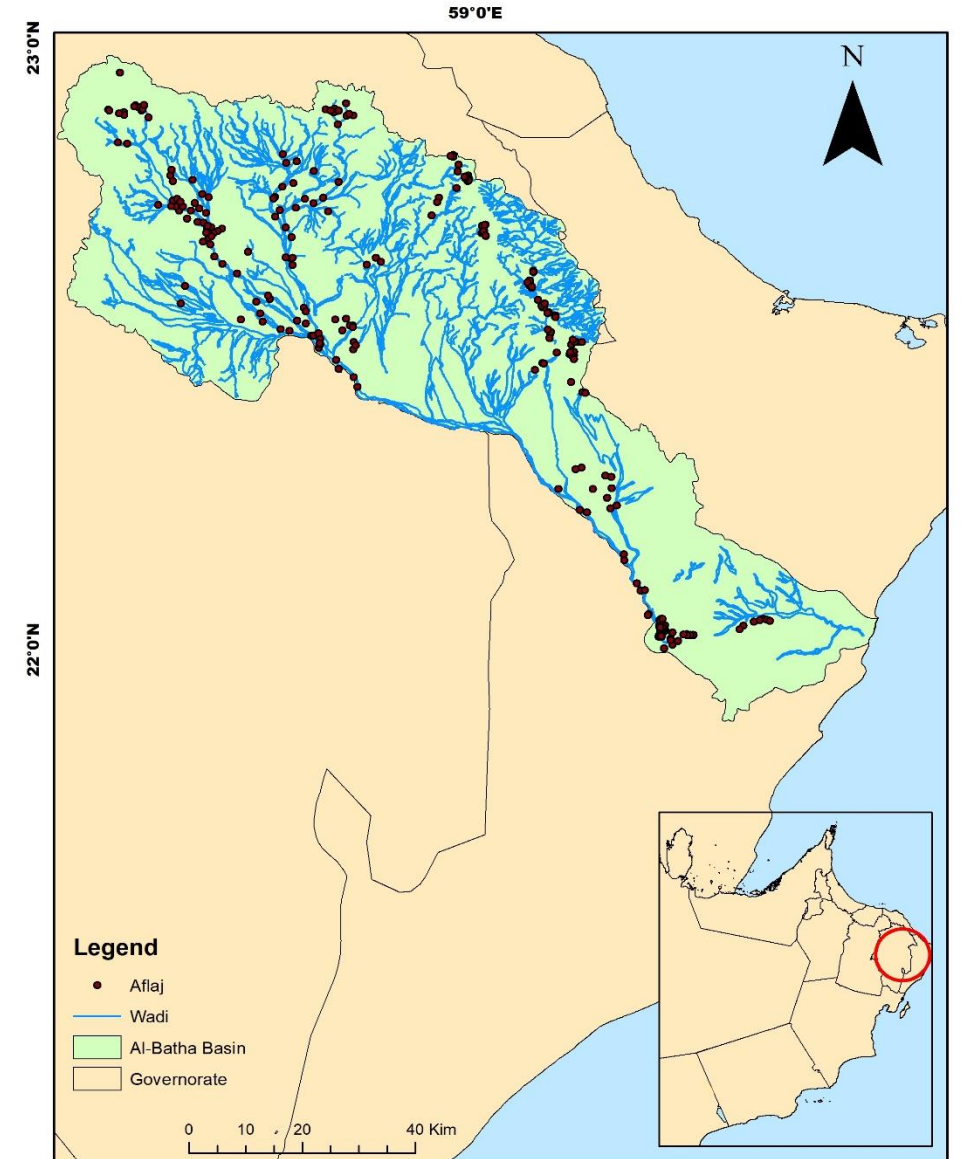 59°0'E
23°0'N
N
22°0'N
Legend
Aflaj
Wadi
Al-Batha Basin
Governorate
0 10 20 40 Kim